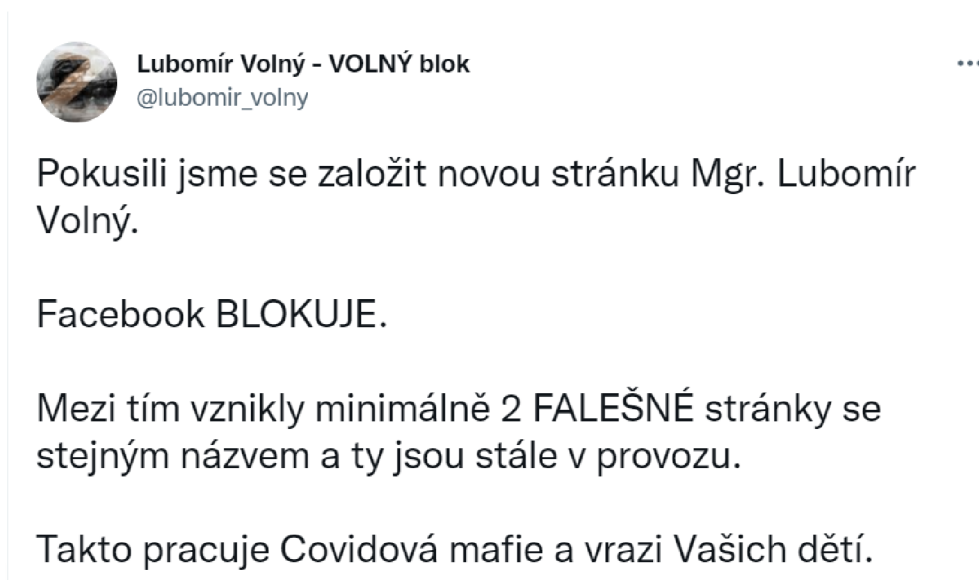 Lubomír Volný - VOLNÝ blok
@lubomir_volny
Pokusili jsme se založit novou stránku Mgr. Lubomír
Volný.
Facebook BLOKUJE.
Mezi tím vznikly minimálně 2 FALEŠNÉ stránky se
stejným názvem a ty jsou stále v provozu.
Takto pracuje Covidová mafie a vrazi Vašich dětí.